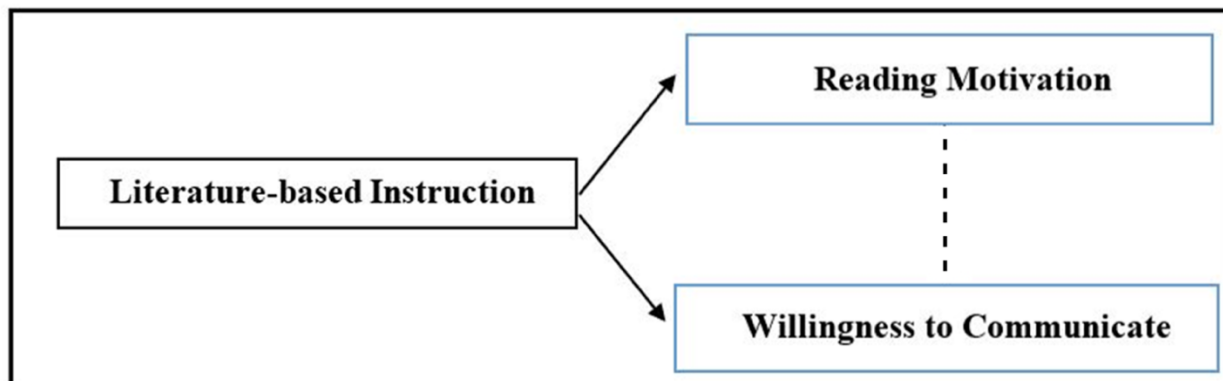 Reading Motivation
Literature-based Instruction
Willingness to Communicate